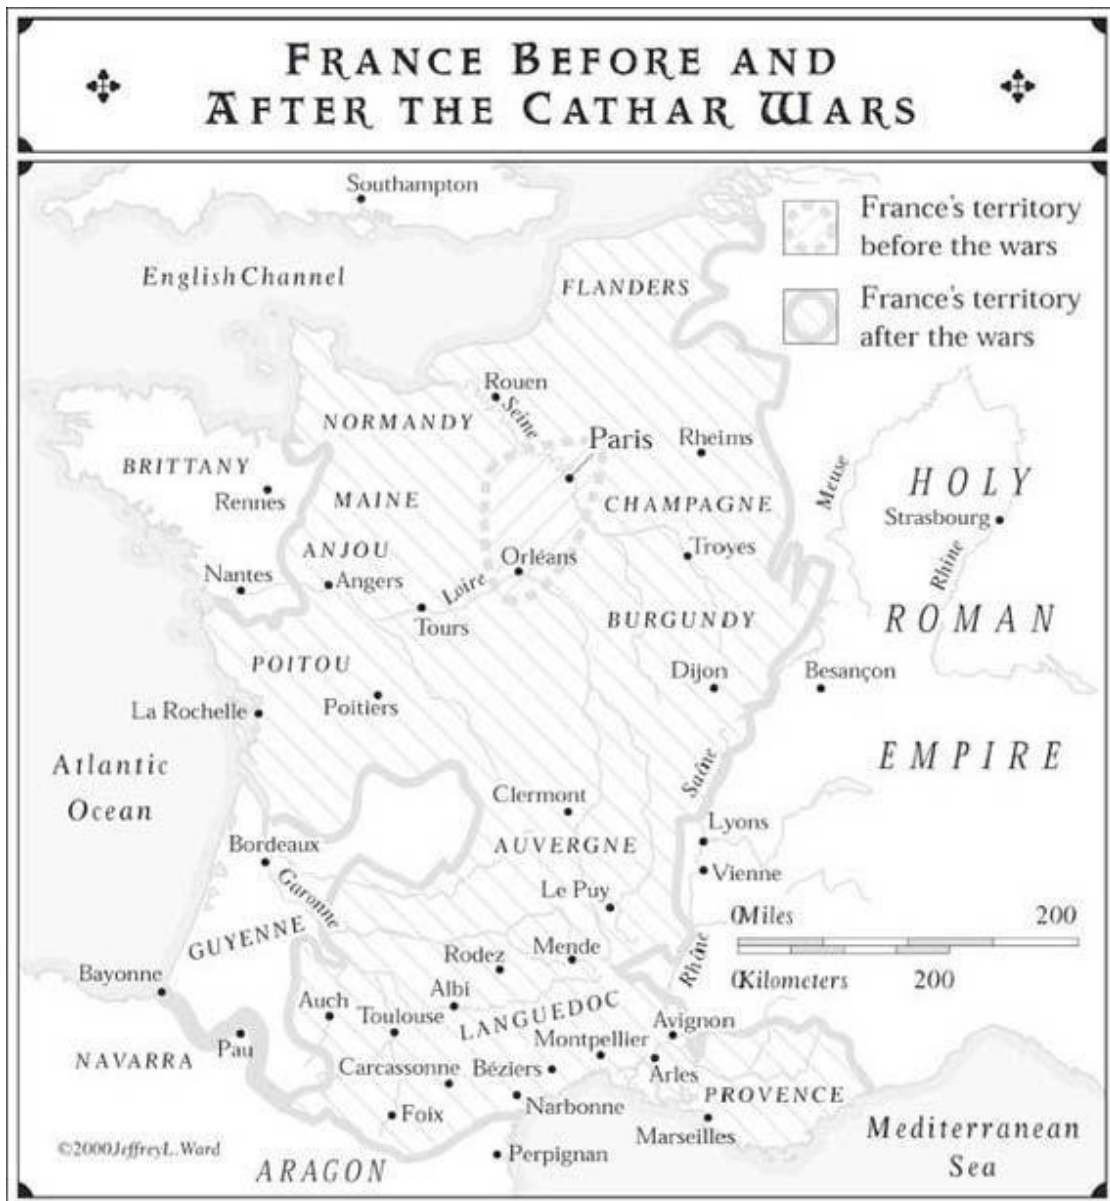 FRANCE BEFORE AND
AFTER THE CATHAR WARS
Southampton
France's territory
before the wars
English Channel
FLANDERS
France's territory
after the wars
Rouen
Seine
NORMANDY
Paris
Rheims
BRITTANY
Rennes
MAINE
CHAMPAGNE
Meuse
HOLY
Strasbourg
ANJOU
Orléans
Troyes
Rhine
Nantes
Angers
Loire
Tours
BURGUNDY
ROMAN
POITOU
Dijon
Besançon
La Rochelle
Poitiers
Atlantic
Ocean
Saône
EMPIRE
Clermont
Lyons
Bordeaux
AUVERGNE
Vienne
Garonne
Le Puy
0 Miles 200
GUYENNE
Rodez
Mende
Rhône
0 Kilometers 200
Bayonne
Auch
Albi
Toulouse
LANGUEDOC
Avignon
NAVARRA
Pau
Montpellier
Carcassonne
Béziers
Arles
PROVENCE
Foix
Narbonne
Marseilles
Mediterranean
Sea
©2000 Jeffrey L. Ward
ARAGON
Perpignan